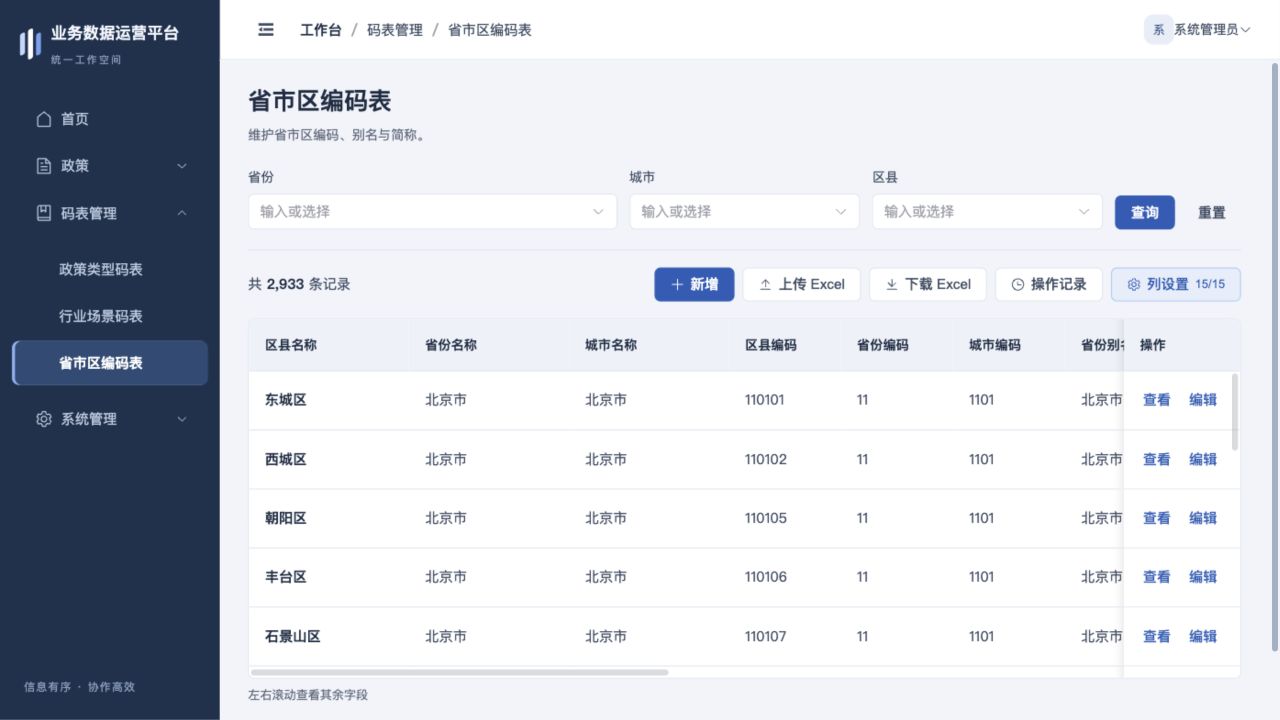 业务数据运营平台
统一工作空间
首页
政策
码表管理
政策类型码表
行业场景码表
省市区编码表
系统管理
信息有序 · 协作高效
工作台 / 码表管理 / 省市区编码表
系 系统管理员
省市区编码表
维护省市区编码、别名与简称。
省份 城市 区县
输入或选择 输入或选择 输入或选择 查询 重置
共 2,933 条记录 新增 上传 Excel 下载 Excel 操作记录 列设置 15/15
区县名称 省份名称 城市名称 区县编码 省份编码 城市编码 省份别 操作
东城区 北京市 北京市 110101 11 1101 北京市 查看 编辑
西城区 北京市 北京市 110102 11 1101 北京市 查看 编辑
朝阳区 北京市 北京市 110105 11 1101 北京市 查看 编辑
丰台区 北京市 北京市 110106 11 1101 北京市 查看 编辑
石景山区 北京市 北京市 110107 11 1101 北京市 查看 编辑
左右滚动查看其余字段